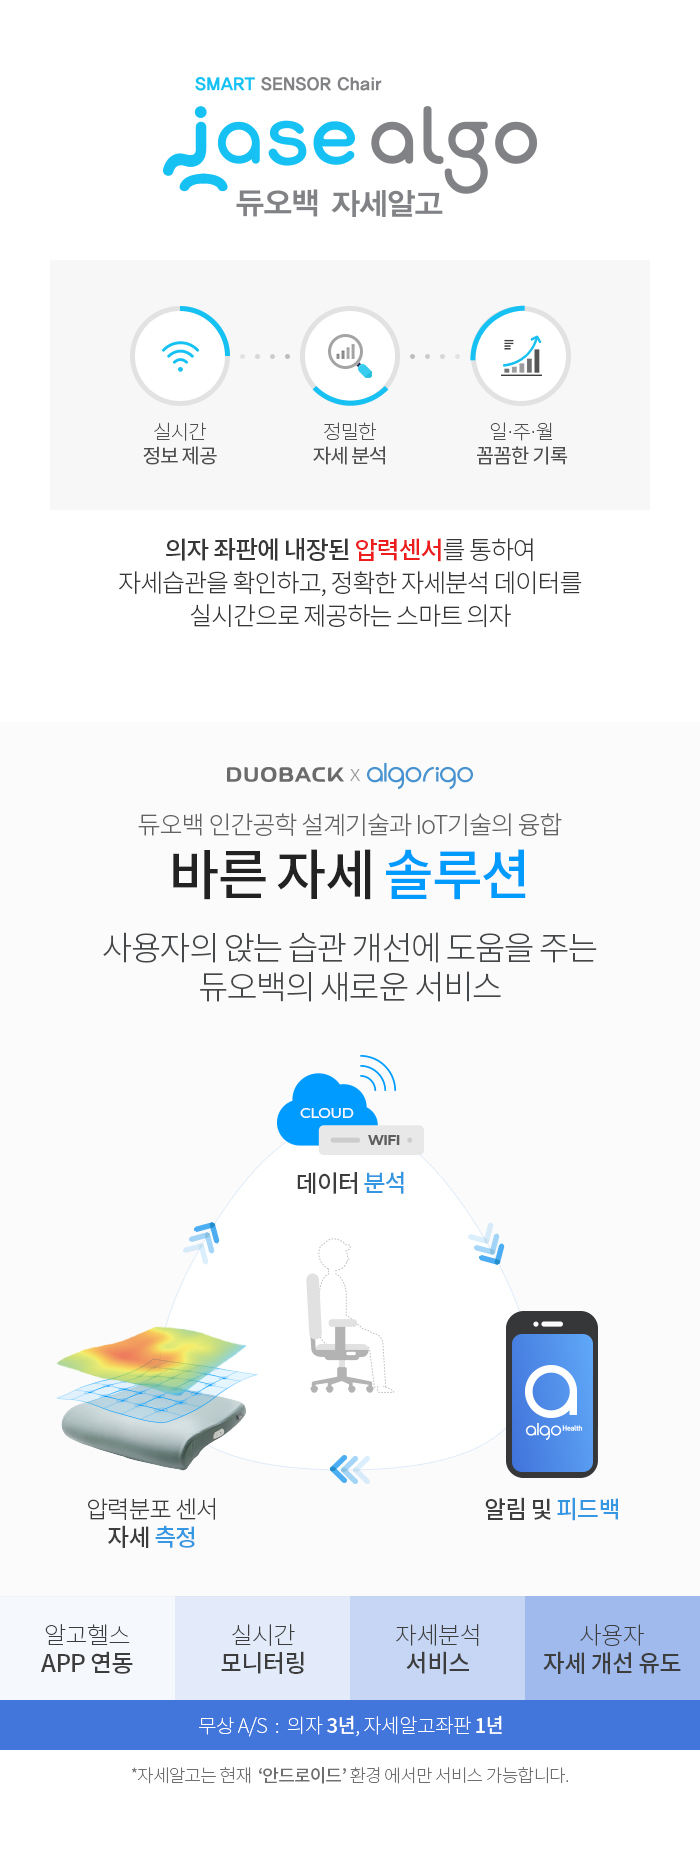 SMART SENSOR Chair
jase algo
듀오백 자세알고
실시간
정보 제공
정밀한
자세 분석
일·주·월
꼼꼼한 기록
의자 좌판에 내장된 압력센서를 통하여
자세습관을 확인하고, 정확한 자세분석 데이터를
실시간으로 제공하는 스마트 의자
DUOBACK x algorigo
듀오백 인간공학 설계기술과 IoT기술의 융합
바른 자세 솔루션
사용자의 앉는 습관 개선에 도움을 주는
듀오백의 새로운 서비스
CLOUD
WIFI
데이터 분석
a
algo Health
압력분포 센서
자세 측정
알림 및 피드백
알고헬스
APP 연동
실시간
모니터링
자세분석
서비스
사용자
자세 개선 유도
무상 A/S : 의자 3년, 자세알고좌판 1년
*자세알고는 현재 ‘안드로이드’ 환경 에서만 서비스 가능합니다.